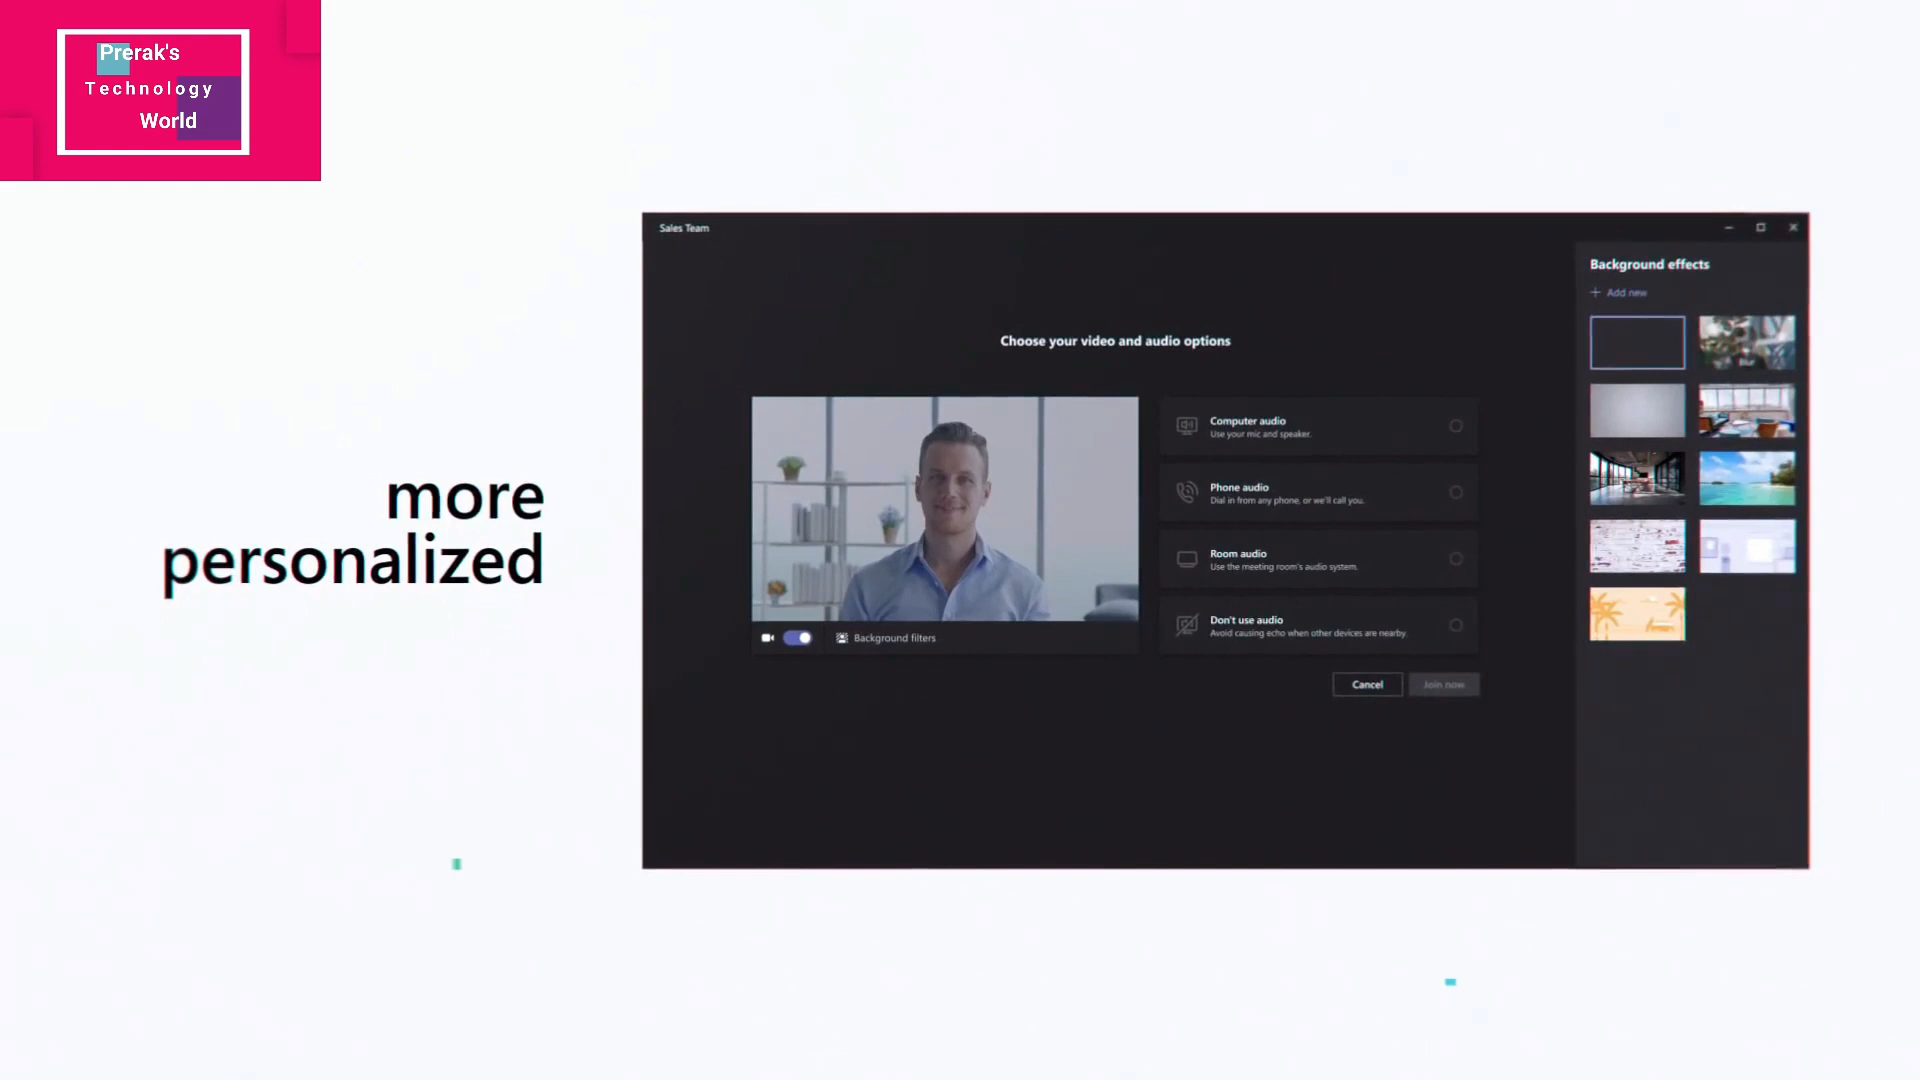 Prerak's
Technology
World
more
personalized
Sales Team
Choose your video and audio options
Computer audio
Use your mic and speaker.
Phone audio
Dial in from any phone, or we'll call you.
Room audio
Use the meeting room's audio system.
Don't use audio
Avoid causing echo when other devices are nearby.
Background filters
Cancel
Join now
Background effects
+ Add new
Blur